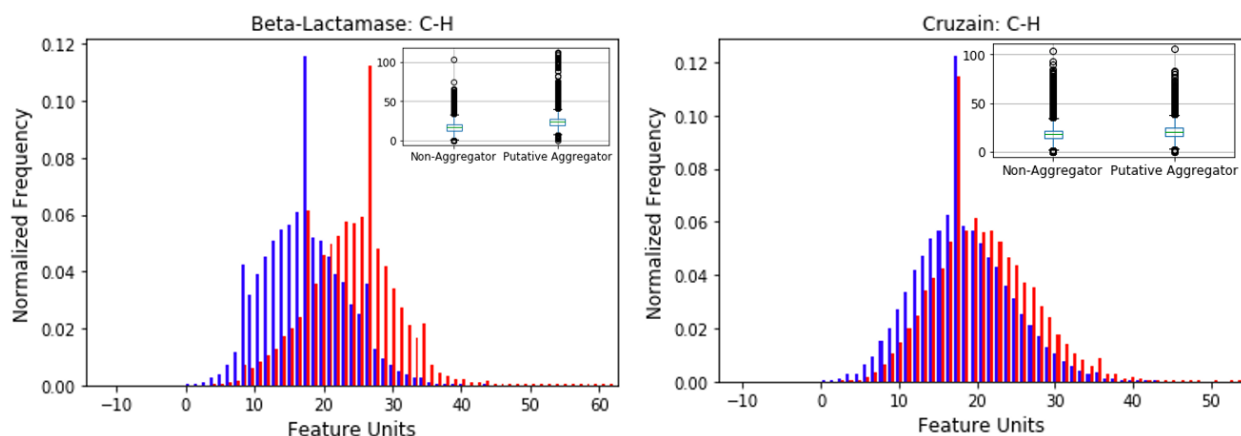 Beta-Lactamase: C-H
Normalized Frequency
0.12
0.10
0.08
0.06
0.04
0.02
0.00
−10 0 10 20 30 40 50 60
Feature Units
100
50
0
Non-Aggregator Putative Aggregator
Cruzain: C-H
Normalized Frequency
0.12
0.10
0.08
0.06
0.04
0.02
0.00
−10 0 10 20 30 40 50
Feature Units
100
50
0
Non-Aggregator Putative Aggregator